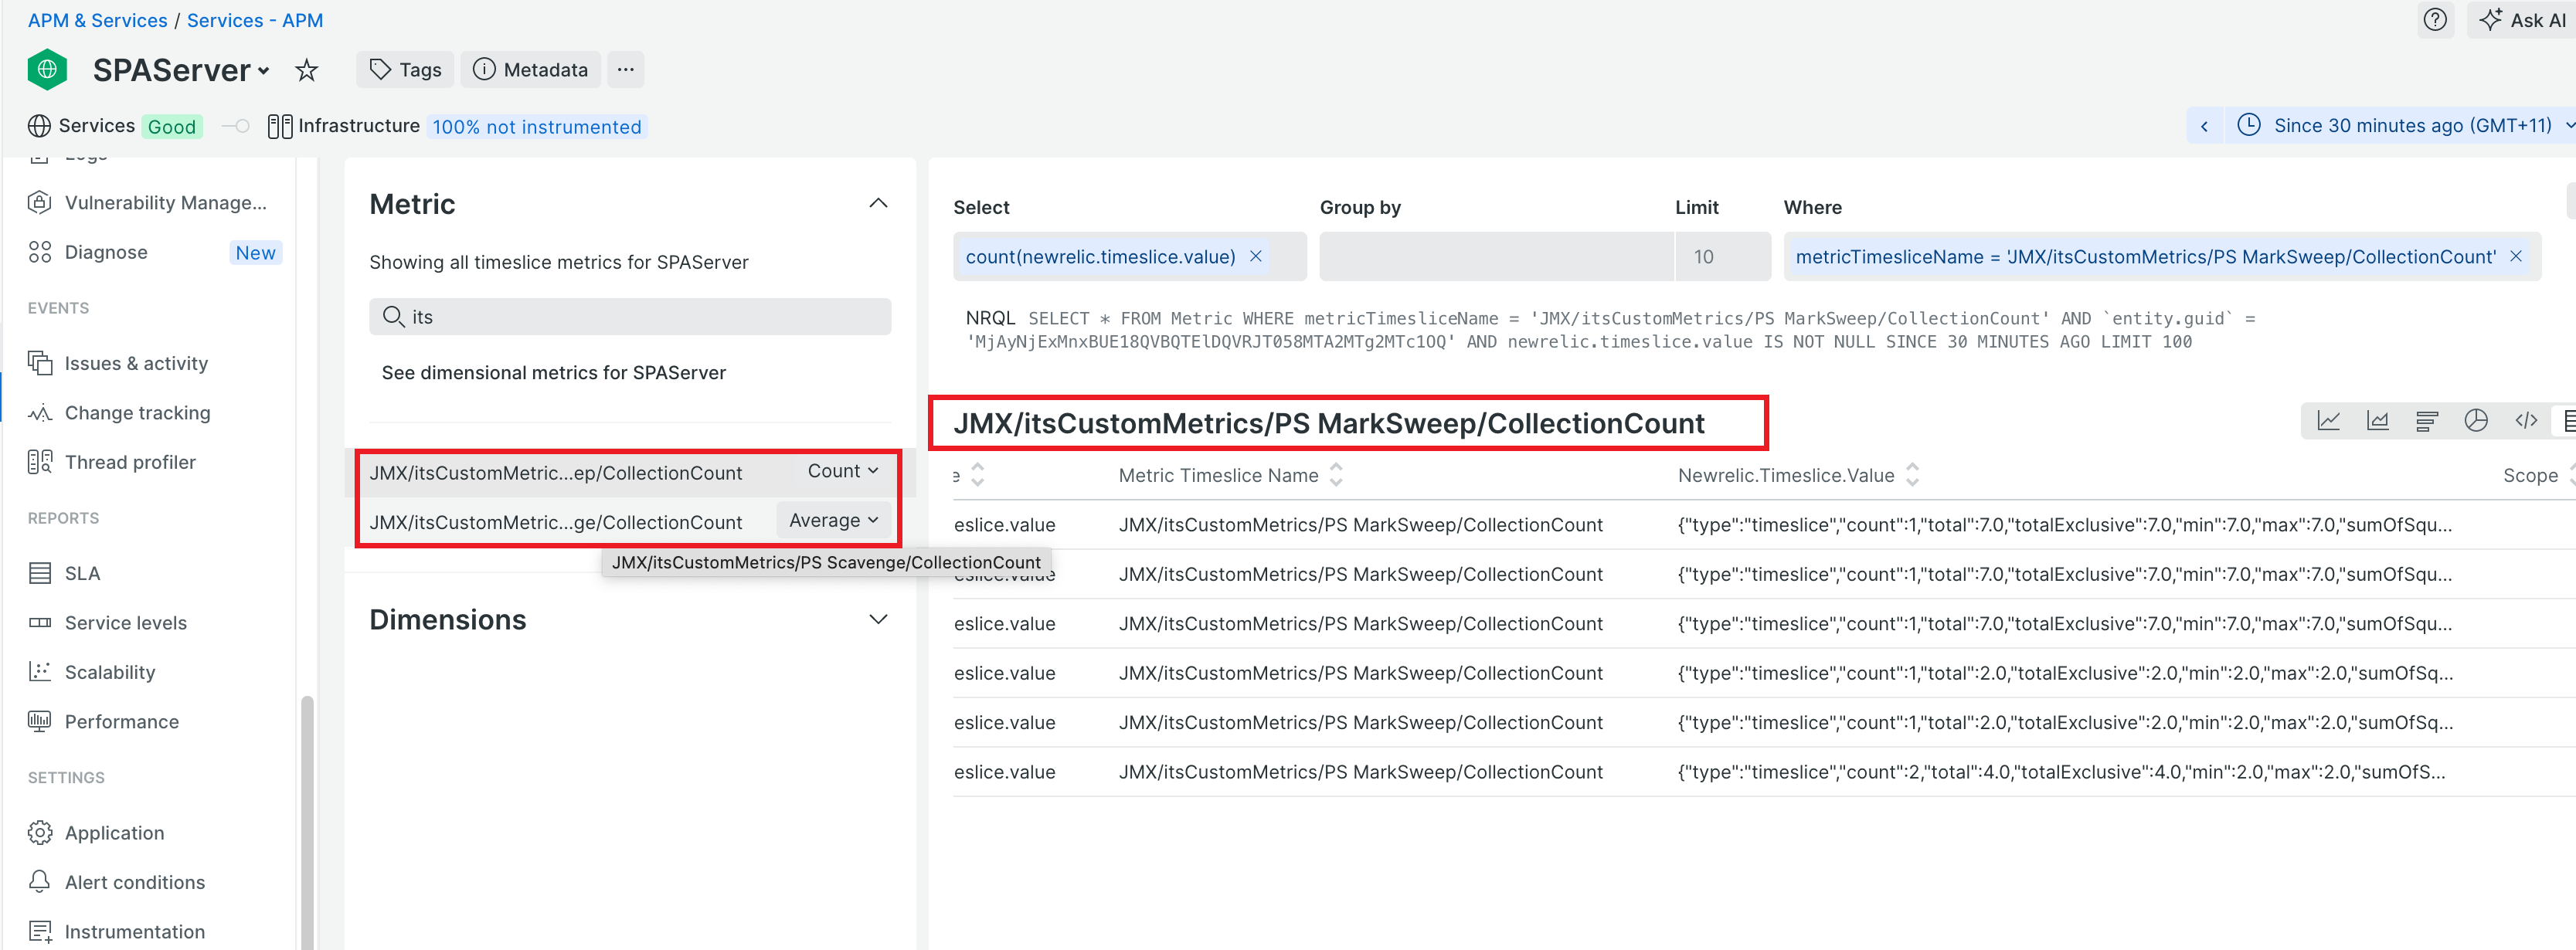 APM & Services / Services - APM
Ask AI
SPAServer
Tags
Metadata
...
Services Good
Infrastructure 100% not instrumented
Since 30 minutes ago (GMT+11)
Logs
Vulnerability Manage...
Diagnose New
EVENTS
Issues & activity
Change tracking
Thread profiler
REPORTS
SLA
Service levels
Scalability
Performance
SETTINGS
Application
Alert conditions
Instrumentation
Metric
Showing all timeslice metrics for SPAServer
its
See dimensional metrics for SPAServer
JMX/itsCustomMetric...ep/CollectionCount Count
JMX/itsCustomMetric...ge/CollectionCount Average
JMX/itsCustomMetrics/PS Scavenge/CollectionCount
Dimensions
Select Group by Limit Where
count(newrelic.timeslice.value) × 10 metricTimesliceName = 'JMX/itsCustomMetrics/PS MarkSweep/CollectionCount' ×
NRQL SELECT * FROM Metric WHERE metricTimesliceName = 'JMX/itsCustomMetrics/PS MarkSweep/CollectionCount' AND `entity.guid` =
'MjAyNjExMnxBUE18QVBQTElDQVRJT058MTA2MTg2MTc1OQ' AND newrelic.timeslice.value IS NOT NULL SINCE 30 MINUTES AGO LIMIT 100
JMX/itsCustomMetrics/PS MarkSweep/CollectionCount
e Metric Timeslice Name Newrelic.Timeslice.Value Scope
eslice.value JMX/itsCustomMetrics/PS MarkSweep/CollectionCount {"type":"timeslice","count":1,"total":7.0,"totalExclusive":7.0,"min":7.0,"max":7.0,"sumOfSqu...
eslice.value JMX/itsCustomMetrics/PS MarkSweep/CollectionCount {"type":"timeslice","count":1,"total":7.0,"totalExclusive":7.0,"min":7.0,"max":7.0,"sumOfSqu...
eslice.value JMX/itsCustomMetrics/PS MarkSweep/CollectionCount {"type":"timeslice","count":1,"total":7.0,"totalExclusive":7.0,"min":7.0,"max":7.0,"sumOfSqu...
eslice.value JMX/itsCustomMetrics/PS MarkSweep/CollectionCount {"type":"timeslice","count":1,"total":2.0,"totalExclusive":2.0,"min":2.0,"max":2.0,"sumOfSqu...
eslice.value JMX/itsCustomMetrics/PS MarkSweep/CollectionCount {"type":"timeslice","count":1,"total":2.0,"totalExclusive":2.0,"min":2.0,"max":2.0,"sumOfSq...
eslice.value JMX/itsCustomMetrics/PS MarkSweep/CollectionCount {"type":"timeslice","count":2,"total":4.0,"totalExclusive":4.0,"min":2.0,"max":2.0,"sumOfS...